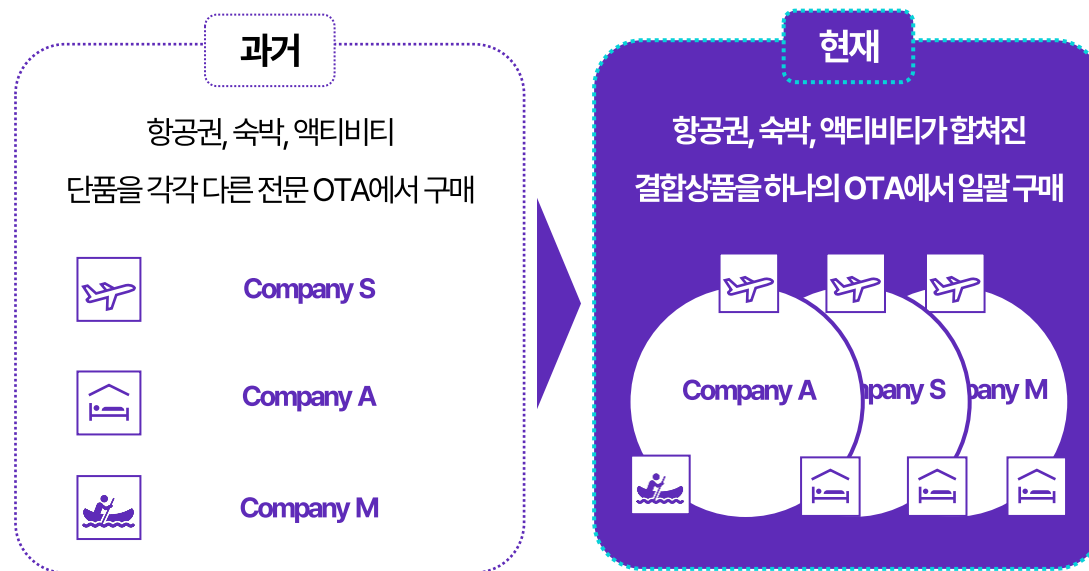 과거
항공권, 숙박, 액티비티
단품을 각각 다른 전문 OTA에서 구매
Company S
Company A
Company M
현재
항공권, 숙박, 액티비티가 합쳐진
결합상품을 하나의 OTA에서 일괄 구매
Company A
mpany S
pany M